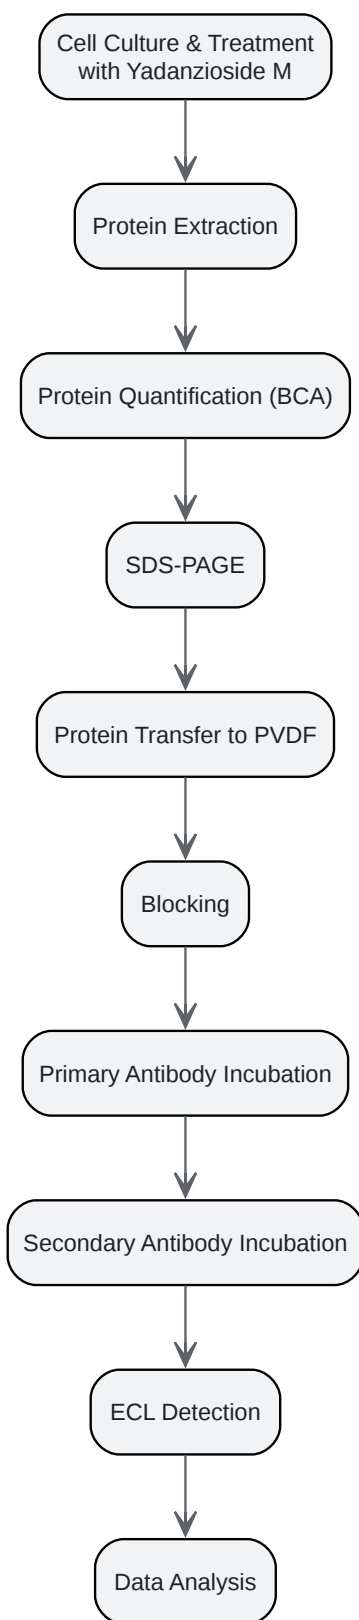 Cell Culture & Treatment
with Yadanzioside M
Protein Extraction
Protein Quantification (BCA)
SDS-PAGE
Protein Transfer to PVDF
Blocking
Primary Antibody Incubation
Secondary Antibody Incubation
ECL Detection
Data Analysis